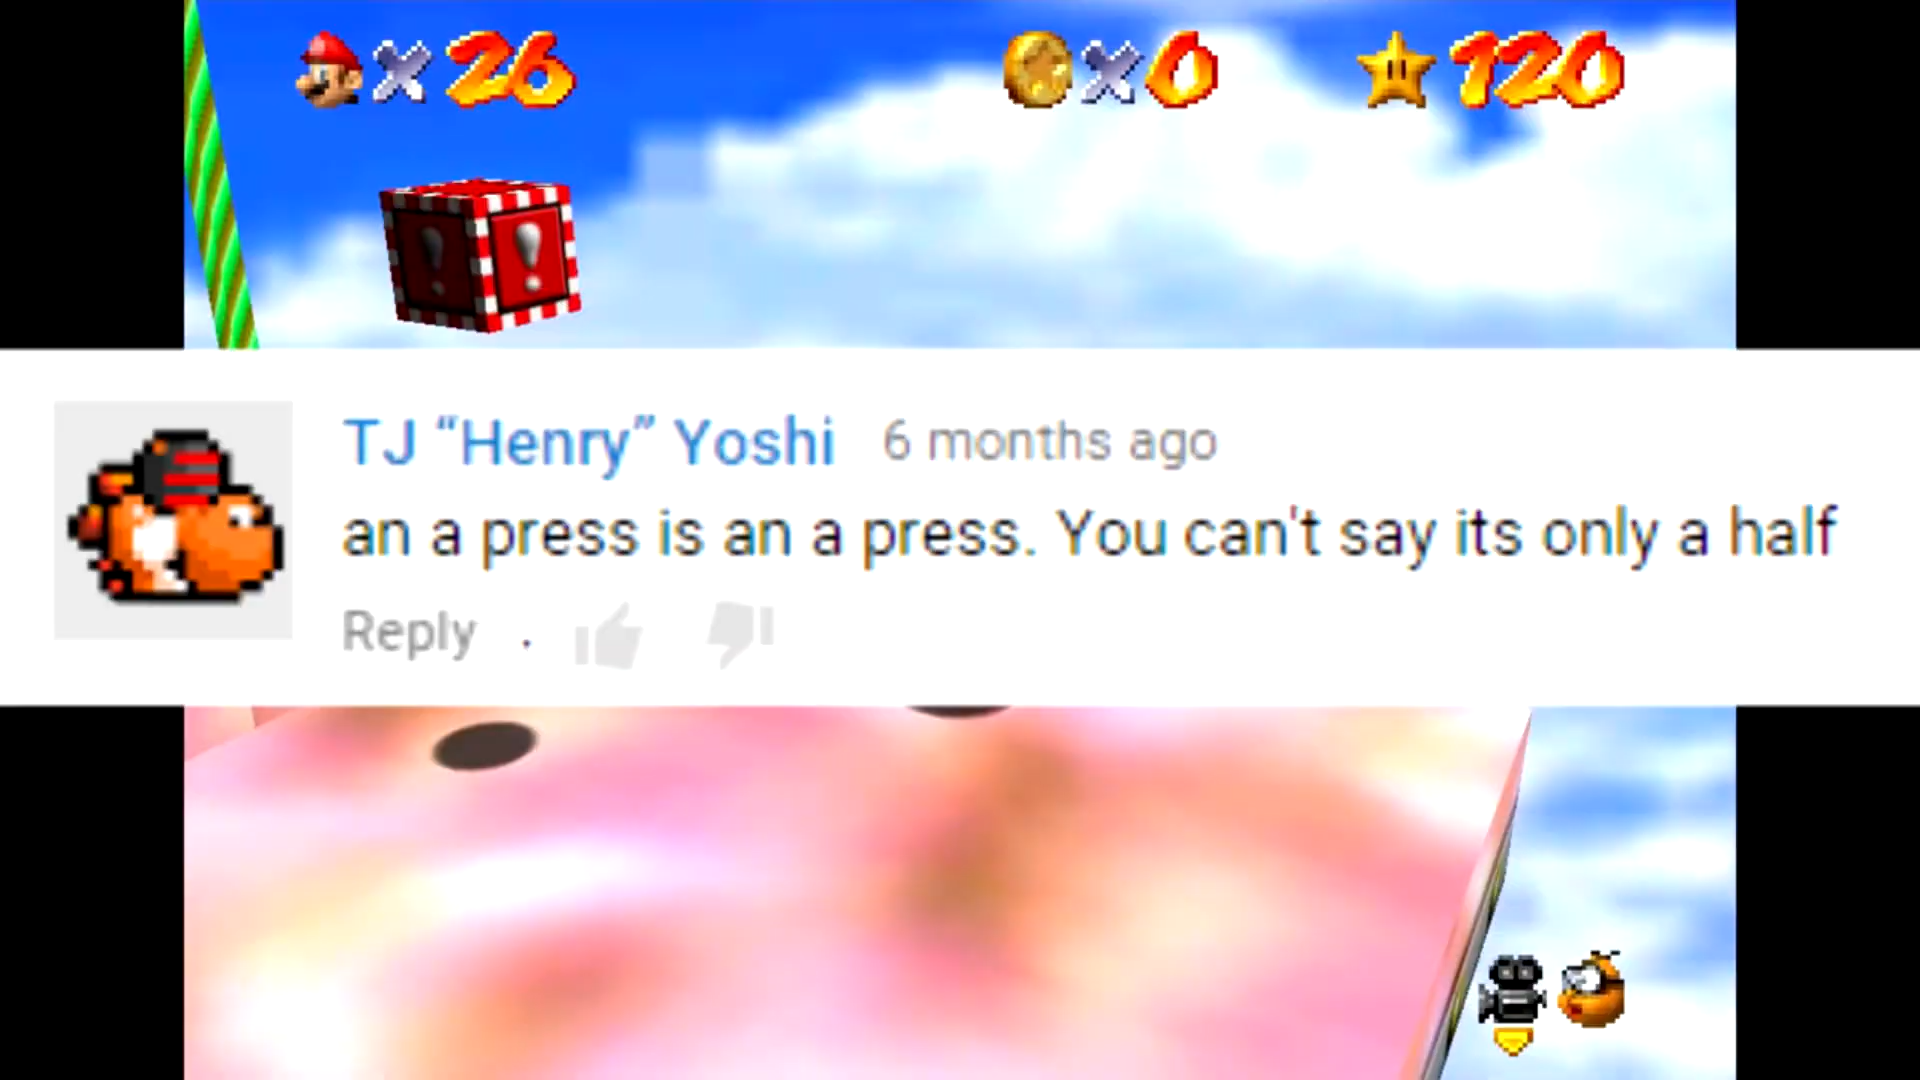 ×26 ×0 120
! !
TJ “Henry” Yoshi 6 months ago
an a press is an a press. You can't say its only a half
Reply .